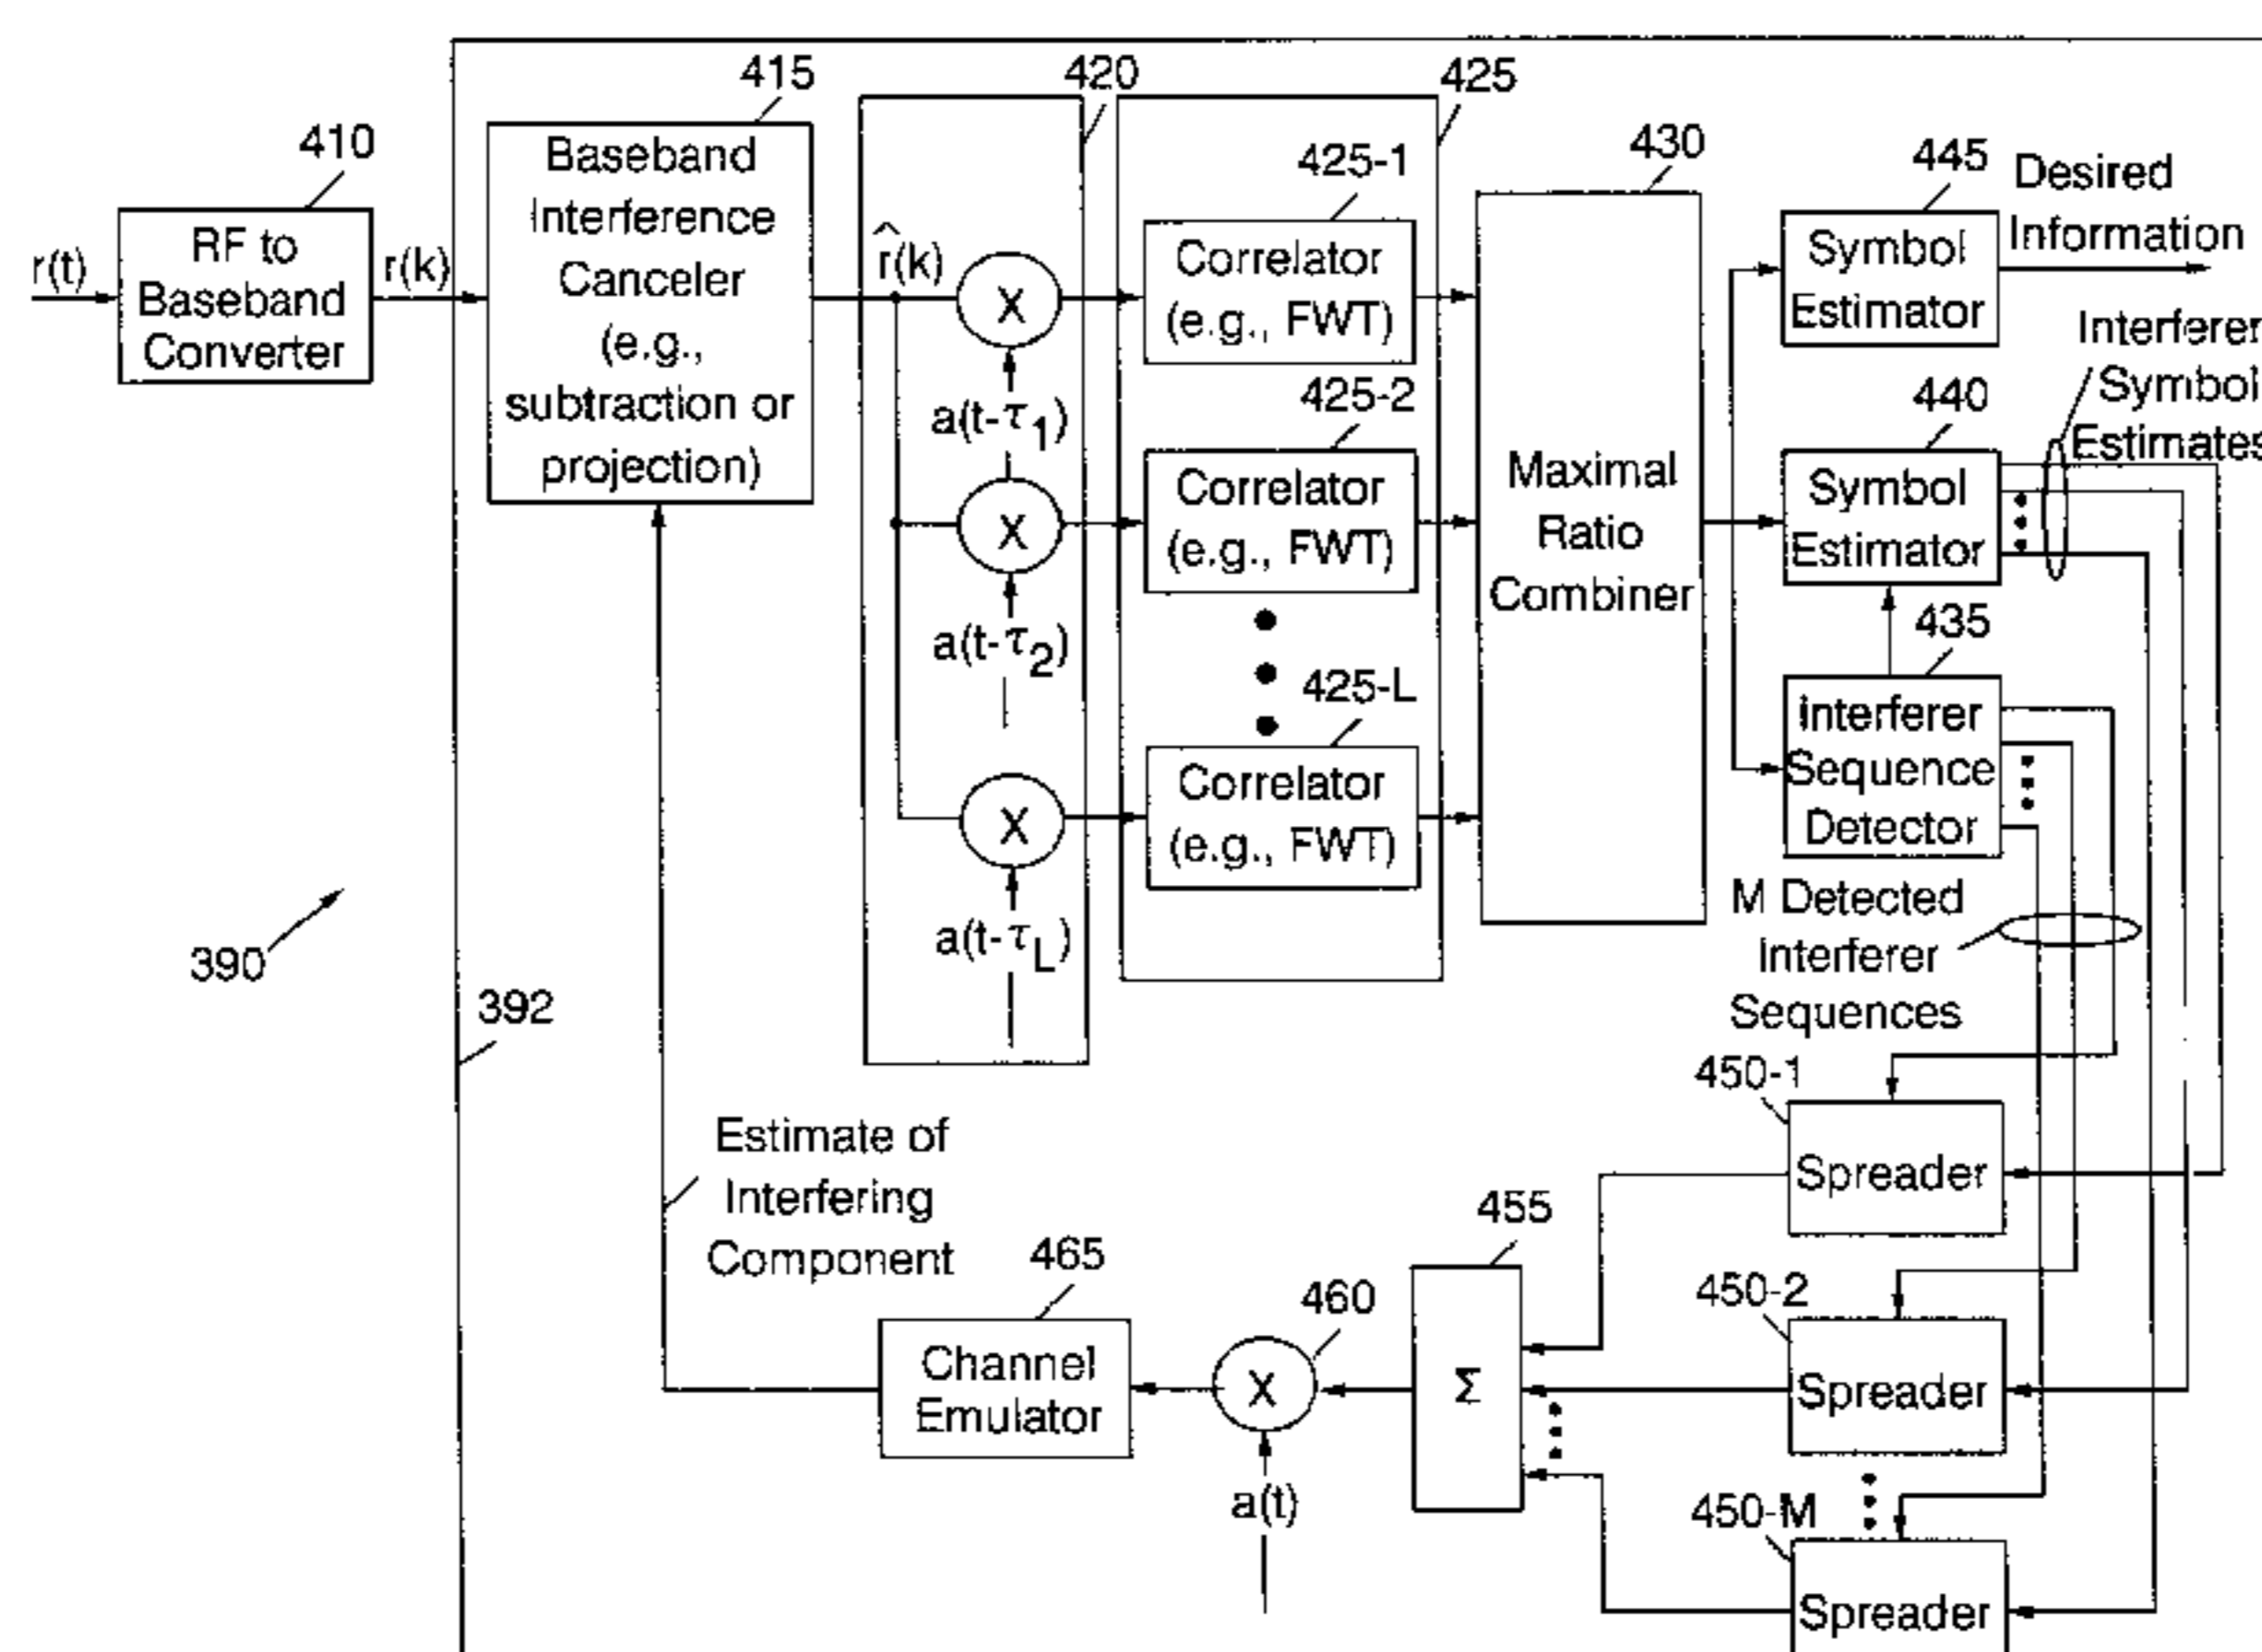 415
420
425
410
Baseband
Interference
Canceler
(e.g.,
subtraction or
projection)
425-1
430
445
Desired
Information
r(t)
RF to
Baseband
Converter
r(k)
r̂(k)
X
Correlator
(e.g., FWT)
Symbol
Estimator
Interferer
Symbol
Estimates
a(t-τ1)
425-2
440
X
Correlator
(e.g., FWT)
Maximal
Ratio
Combiner
Symbol
Estimator
a(t-τ2)
425-L
435
Interferer
Sequence
Detector
X
Correlator
(e.g., FWT)
a(t-τL)
M Detected
Interferer
Sequences
390
392
450-1
Estimate of
Interfering
Component
Spreader
465
460
455
450-2
Channel
Emulator
X
Σ
Spreader
a(t)
450-M
Spreader